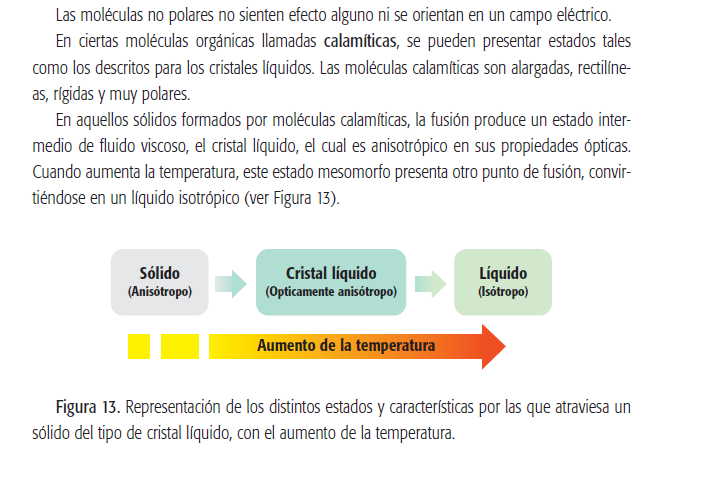 Las moléculas no polares no sienten efecto alguno ni se orientan en un campo eléctrico.
En ciertas moléculas orgánicas llamadas calamíticas, se pueden presentar estados tales
como los descritos para los cristales líquidos. Las moléculas calamíticas son alargadas, rectilíne-
as, rígidas y muy polares.
En aquellos sólidos formados por moléculas calamíticas, la fusión produce un estado inter-
medio de fluido viscoso, el cristal líquido, el cual es anisotrópico en sus propiedades ópticas.
Cuando aumenta la temperatura, este estado mesomorfo presenta otro punto de fusión, convir-
tiéndose en un líquido isotrópico (ver Figura 13).
Sólido
(Anisótropo)
Cristal líquido
(Opticamente anisótropo)
Líquido
(Isótropo)
Aumento de la temperatura
Figura 13. Representación de los distintos estados y características por las que atraviesa un
sólido del tipo de cristal líquido, con el aumento de la temperatura.